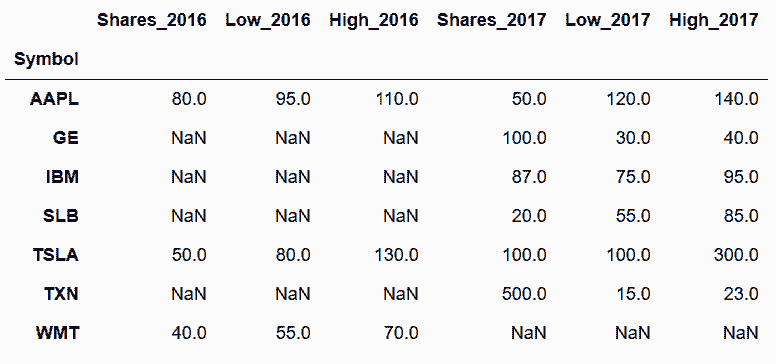 Shares_2016 Low_2016 High_2016 Shares_2017 Low_2017 High_2017
Symbol
AAPL 80.0 95.0 110.0 50.0 120.0 140.0
GE NaN NaN NaN 100.0 30.0 40.0
IBM NaN NaN NaN 87.0 75.0 95.0
SLB NaN NaN NaN 20.0 55.0 85.0
TSLA 50.0 80.0 130.0 100.0 100.0 300.0
TXN NaN NaN NaN 500.0 15.0 23.0
WMT 40.0 55.0 70.0 NaN NaN NaN